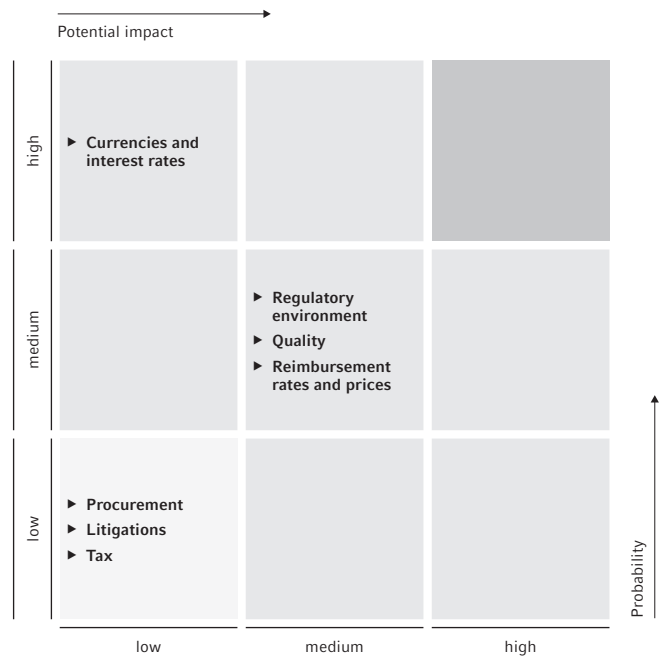 Potential impact
high
▶ Currencies and
interest rates
medium
▶ Regulatory
environment
▶ Quality
▶ Reimbursement
rates and prices
low
▶ Procurement
▶ Litigations
▶ Tax
Probability
low
medium
high